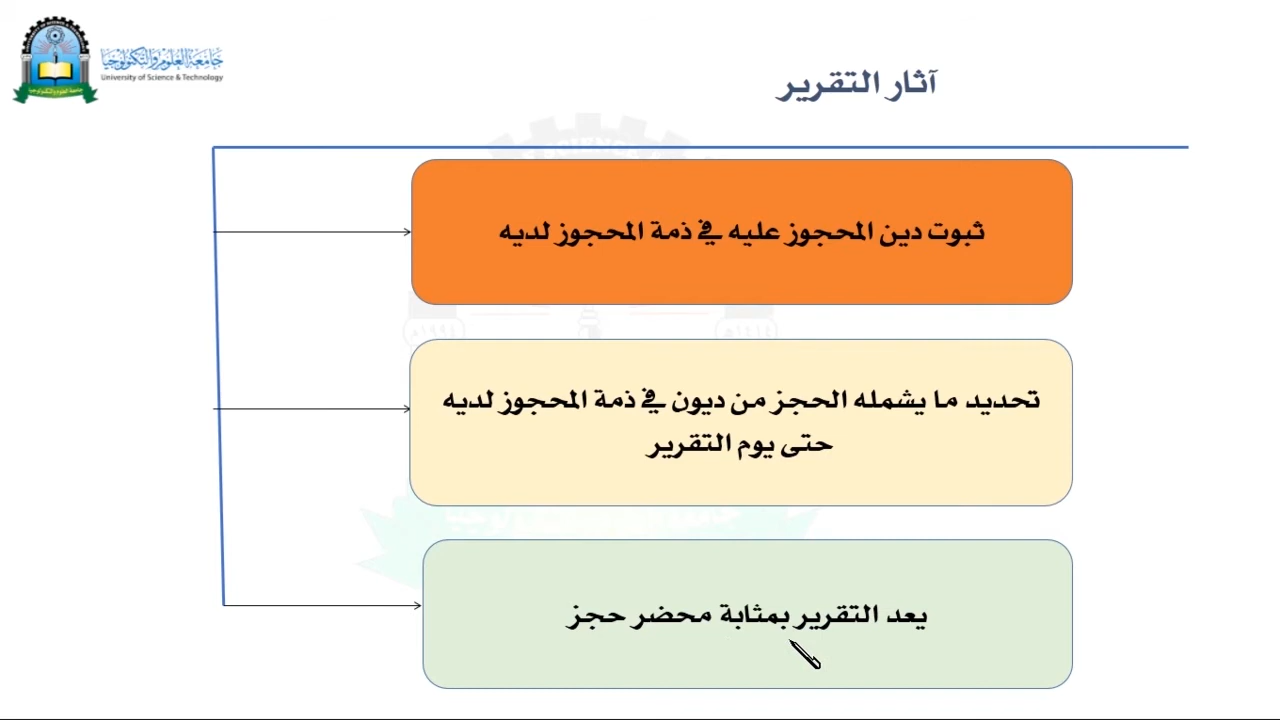 جامعة العلوم والتكنولوجيا
University of Science & Technology
آثار التقرير
ثبوت دين المحجوز عليه في ذمة المحجوز لديه
تحديد ما يشمله الحجز من ديون في ذمة المحجوز لديه
حتى يوم التقرير
يعد التقرير بمثابة محضر حجز